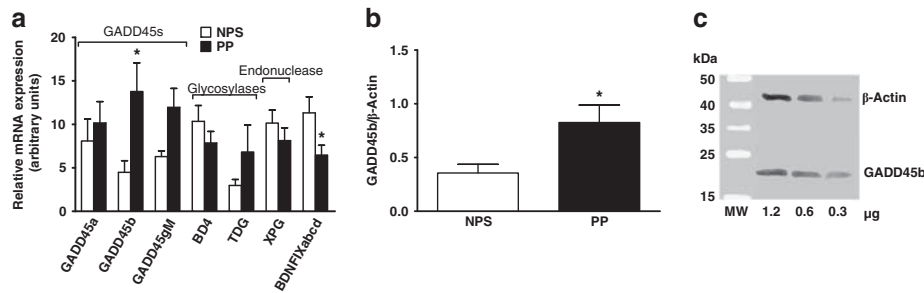 a
GADD45s
NPS
PP
Relative mRNA expression
(arbitrary units)
20
15
10
5
0
*
Glycosylases
Endonuclease
*
GADD45a
GADD45b
GADD45gM
BD4
TDG
XPG
BDNFIXabcd
b
GADD45b/β-Actin
1.5
1.0
0.5
0.0
*
NPS
PP
c
kDa
50
40
35
25
15
β-Actin
GADD45b
MW 1.2 0.6 0.3 µg